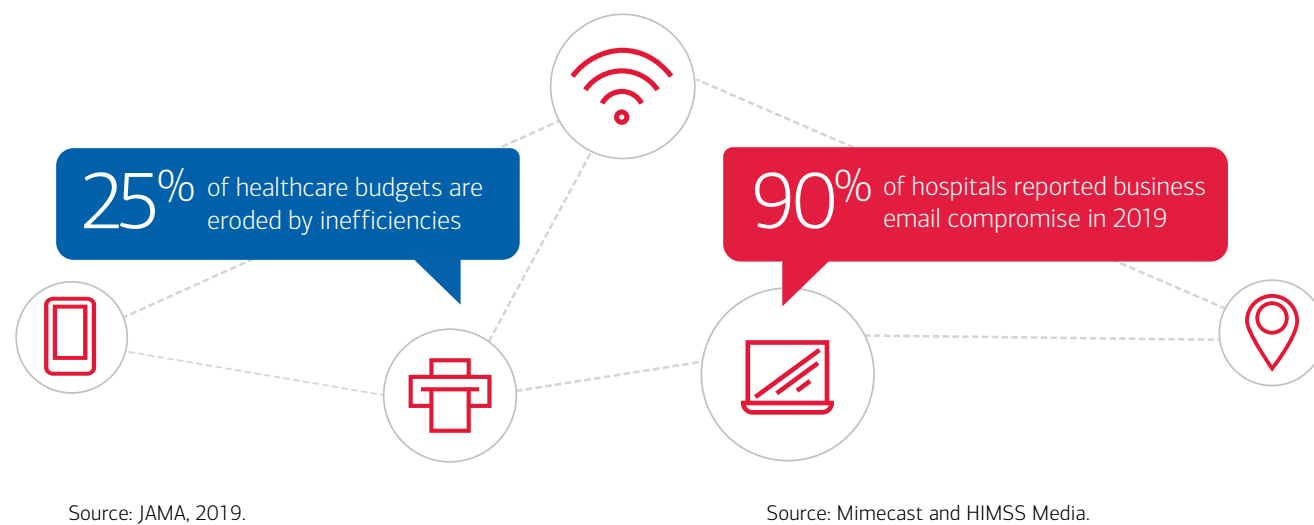 25% of healthcare budgets are
eroded by inefficiencies
90% of hospitals reported business
email compromise in 2019
Source: JAMA, 2019.
Source: Mimecast and HIMSS Media.